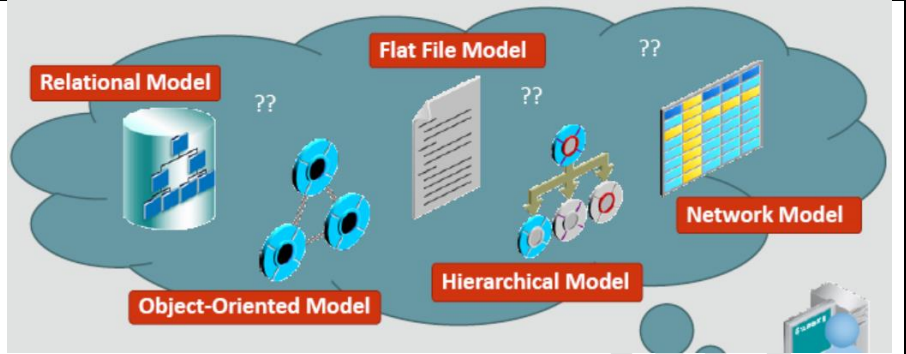 Flat File Model
??
Relational Model
??
??
Network Model
Hierarchical Model
Object-Oriented Model